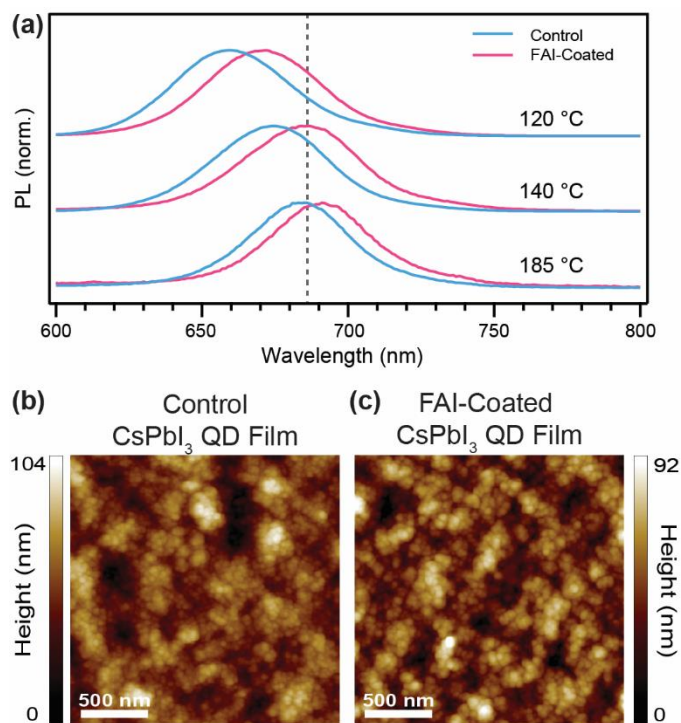 (a)
Control
FAI-Coated
120 °C
140 °C
185 °C
PL (norm.)
600
650
700
750
800
Wavelength (nm)
(b)
Control
CsPbI₃ QD Film
(c)
FAI-Coated
CsPbI₃ QD Film
104
Height (nm)
0
500 nm
500 nm
92
Height (nm)
0